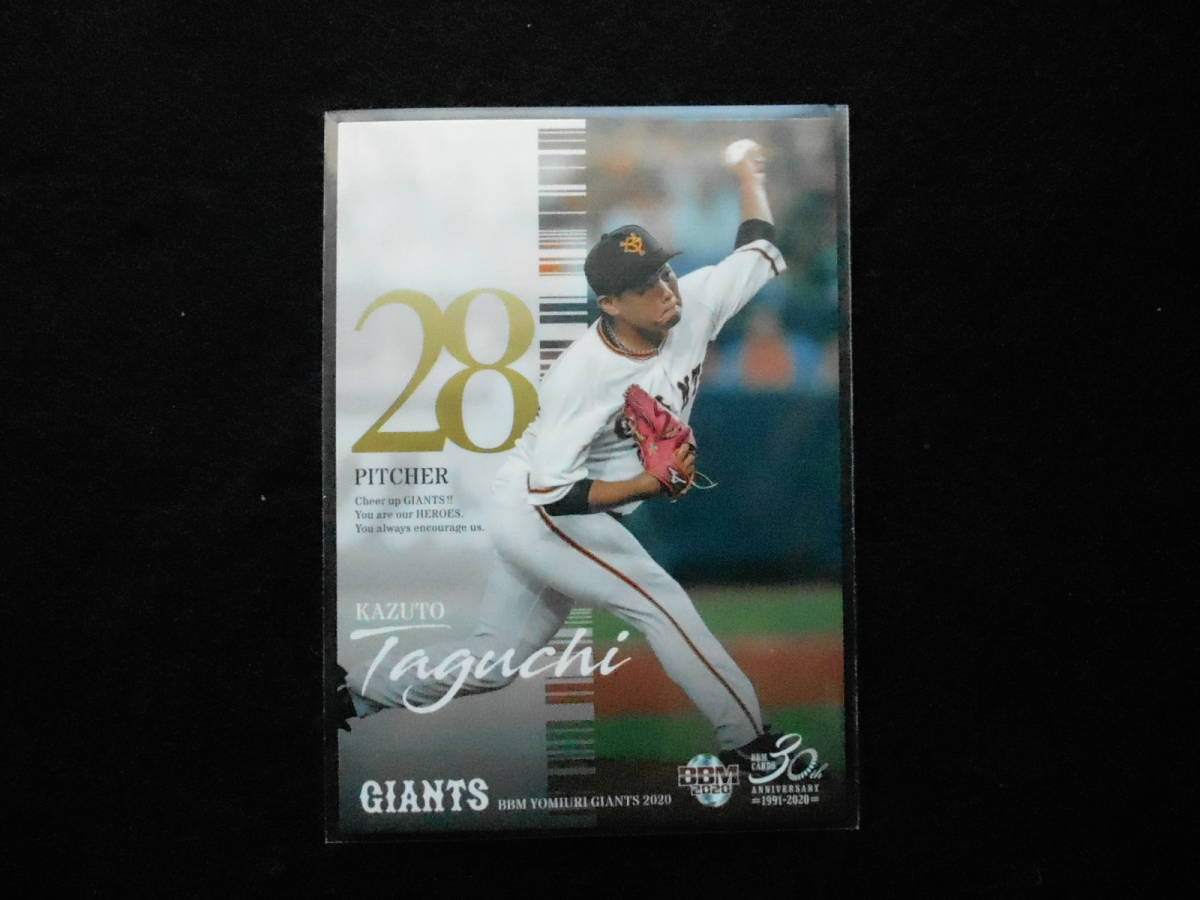 28
PITCHER
Cheer up GIANTS!!
You are our HEROES.
You always encourage us.
KAZUTO
Taguchi
GIANTS
BBM YOMIURI GIANTS 2020
BBM
2020
BBM
CARDS
30th
ANNIVERSARY
=1991-2020=